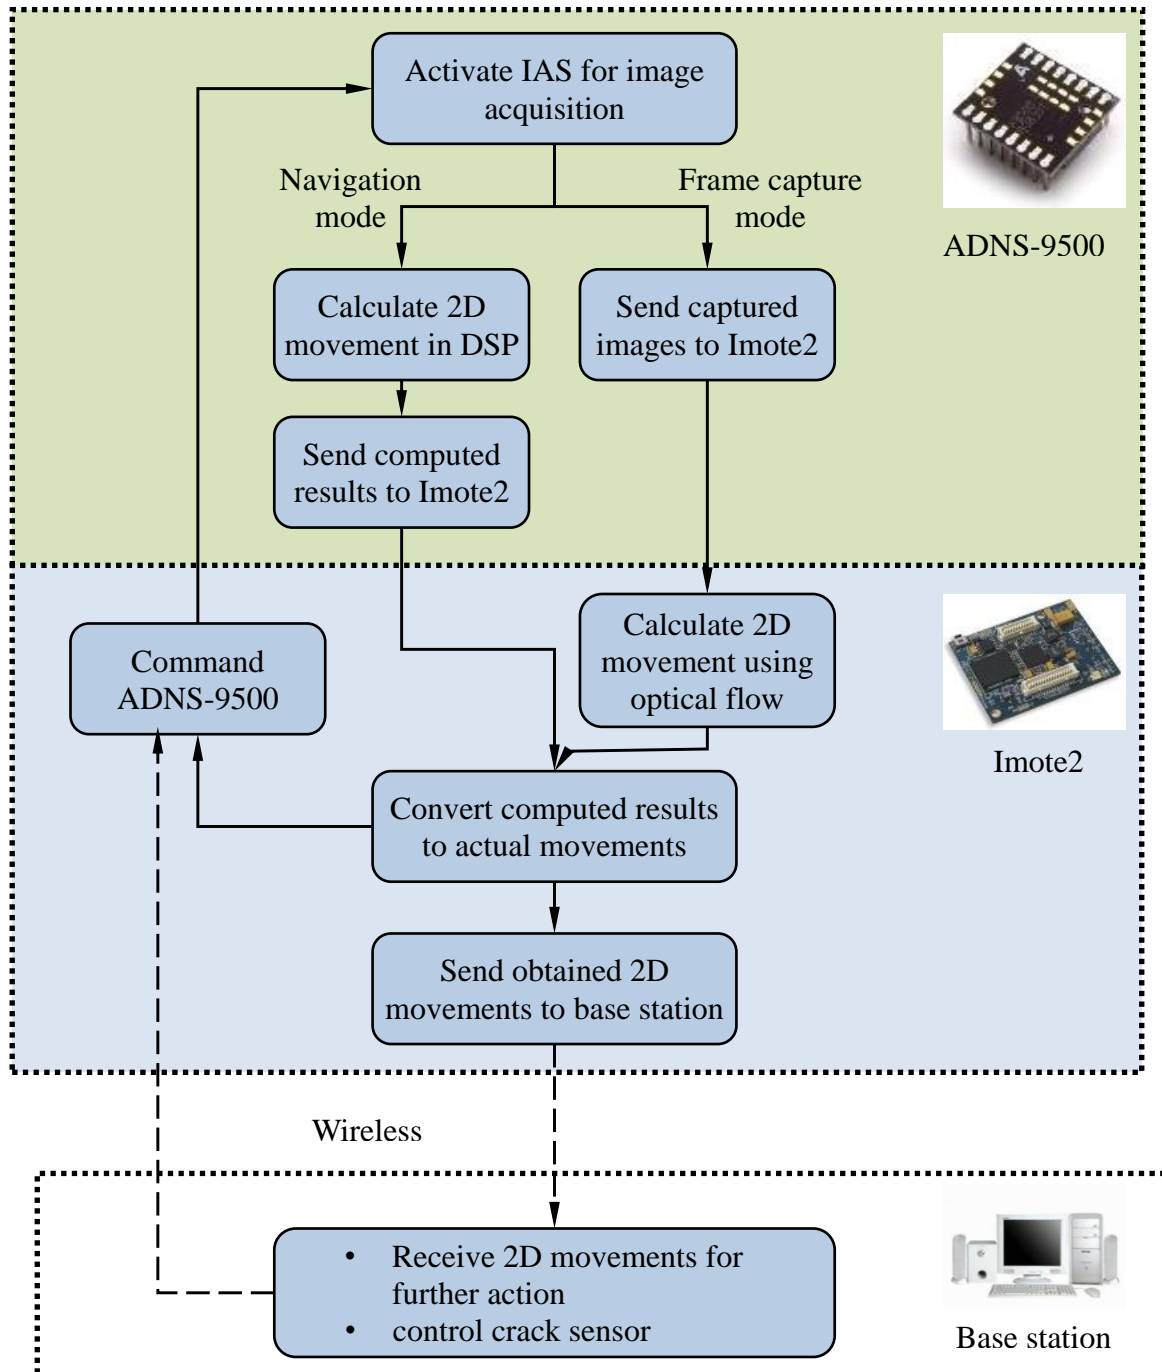 Activate IAS for image
acquisition
Navigation
mode
Frame capture
mode
ADNS-9500
Calculate 2D
movement in DSP
Send captured
images to Imote2
Send computed
results to Imote2
Command
ADNS-9500
Calculate 2D
movement using
optical flow
Imote2
Convert computed results
to actual movements
Send obtained 2D
movements to base station
Wireless
• Receive 2D movements for
further action
• control crack sensor
Base station